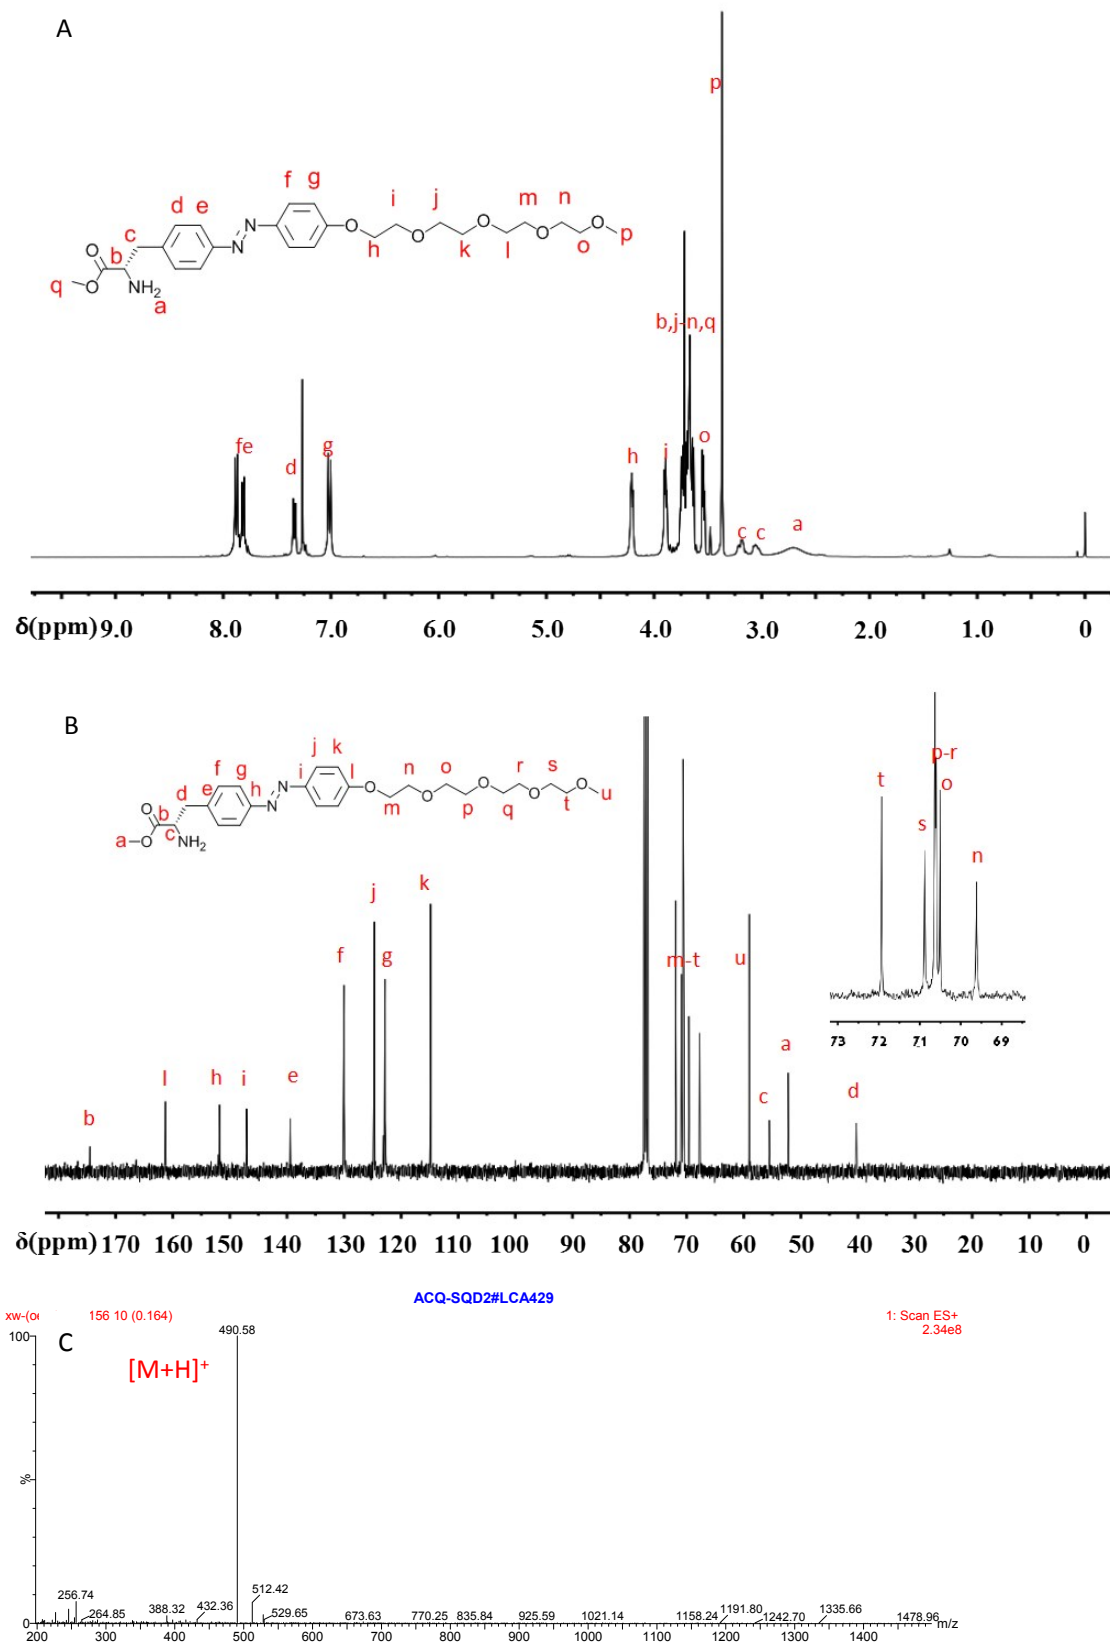 A
p
f g
i j m n
d e
N
N
O O O O O
p
c
h k l o
O b
q O NH2
a
b,j-n,q
fe
d
g
h
i
o
c c
a
δ(ppm) 9.0 8.0 7.0 6.0 5.0 4.0 3.0 2.0 1.0 0
B
j k
n o r s
f g
i l
N
N
O O O O O
u
e h
m p q t
d
O b
a O c NH2
t
p-r
o
s
n
73 72 71 70 69
k
j
f
g
m-t
u
a
c
d
l
h i
e
b
δ(ppm) 170 160 150 140 130 120 110 100 90 80 70 60 50 40 30 20 10 0
ACQ-SQD2#LCA429
156 10 (0.164)
1: Scan ES+
2.34e8
100
490.58
C
[M+H]+
%
256.74
264.85
388.32
432.36
512.42
529.65
673.63
770.25
835.84
925.59
1021.14
1158.24
1191.80
1242.70
1335.66
1478.96
0
m/z
200 300 400 500 600 700 800 900 1000 1100 1200 1300 1400